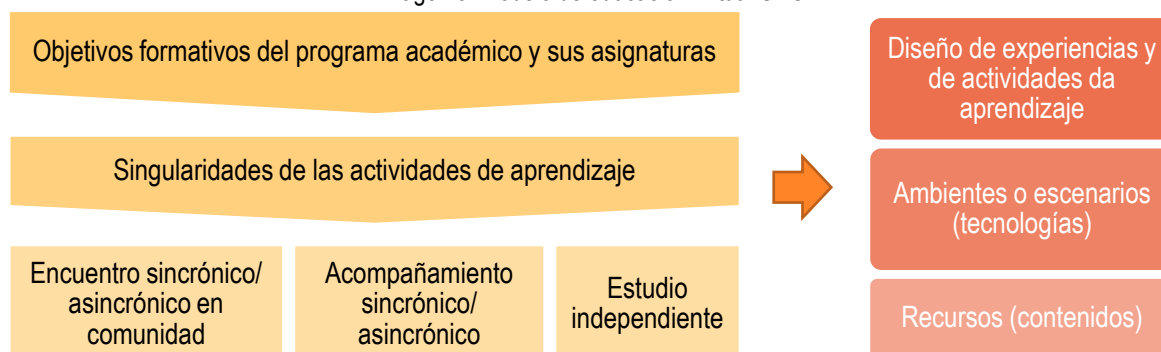 Objetivos formativos del programa académico y sus asignaturas
Singularidades de las actividades de aprendizaje
Encuentro sincrónico/
asincrónico en
comunidad
Acompañamiento
sincrónico/
asincrónico
Estudio
independiente
Diseño de experiencias y
de actividades da
aprendizaje
Ambientes o escenarios
(tecnologías)
Recursos (contenidos)